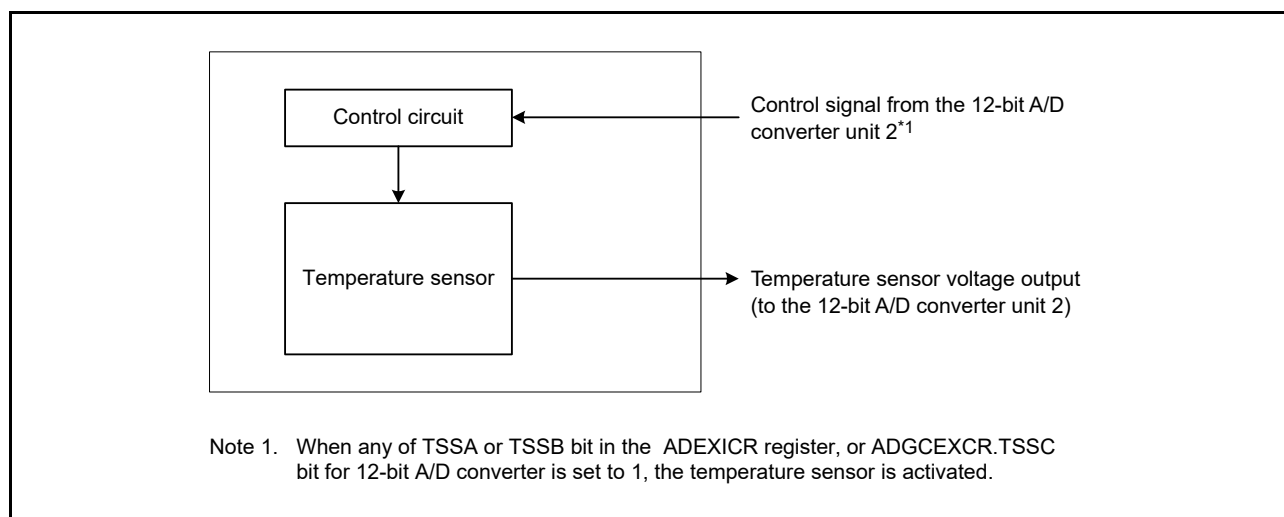 Control circuit
Control signal from the 12-bit A/D
converter unit 2*1
Temperature sensor
Temperature sensor voltage output
(to the 12-bit A/D converter unit 2)
Note 1. When any of TSSA or TSSB bit in the ADEXICR register, or ADGCEXCR.TSSC
bit for 12-bit A/D converter is set to 1, the temperature sensor is activated.